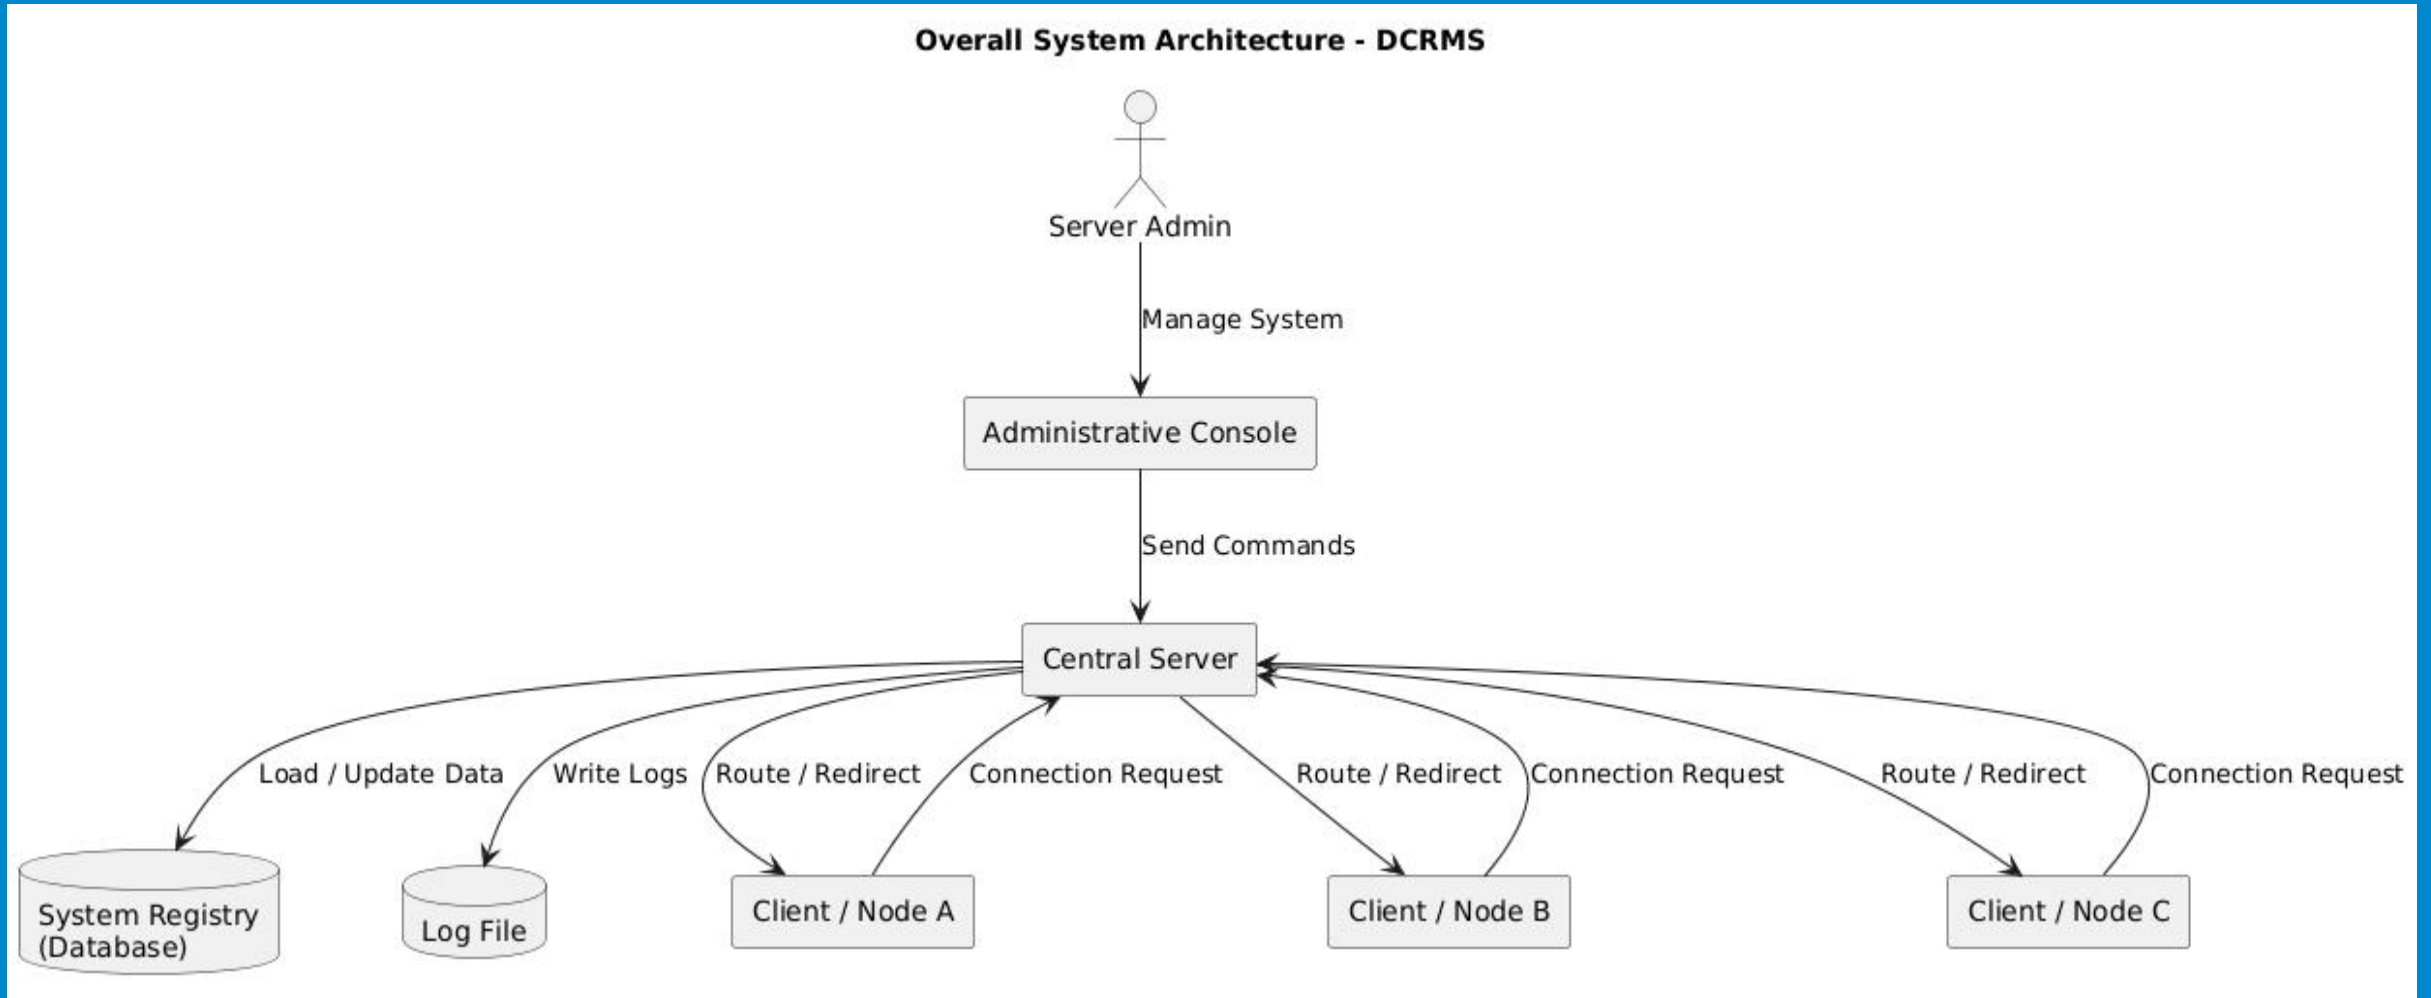 Overall System Architecture - DCRMS
Server Admin
Manage System
Administrative Console
Send Commands
Central Server
Load / Update Data
Write Logs
Route / Redirect
Connection Request
Route / Redirect
Connection Request
Route / Redirect
Connection Request
System Registry
(Database)
Log File
Client / Node A
Client / Node B
Client / Node C